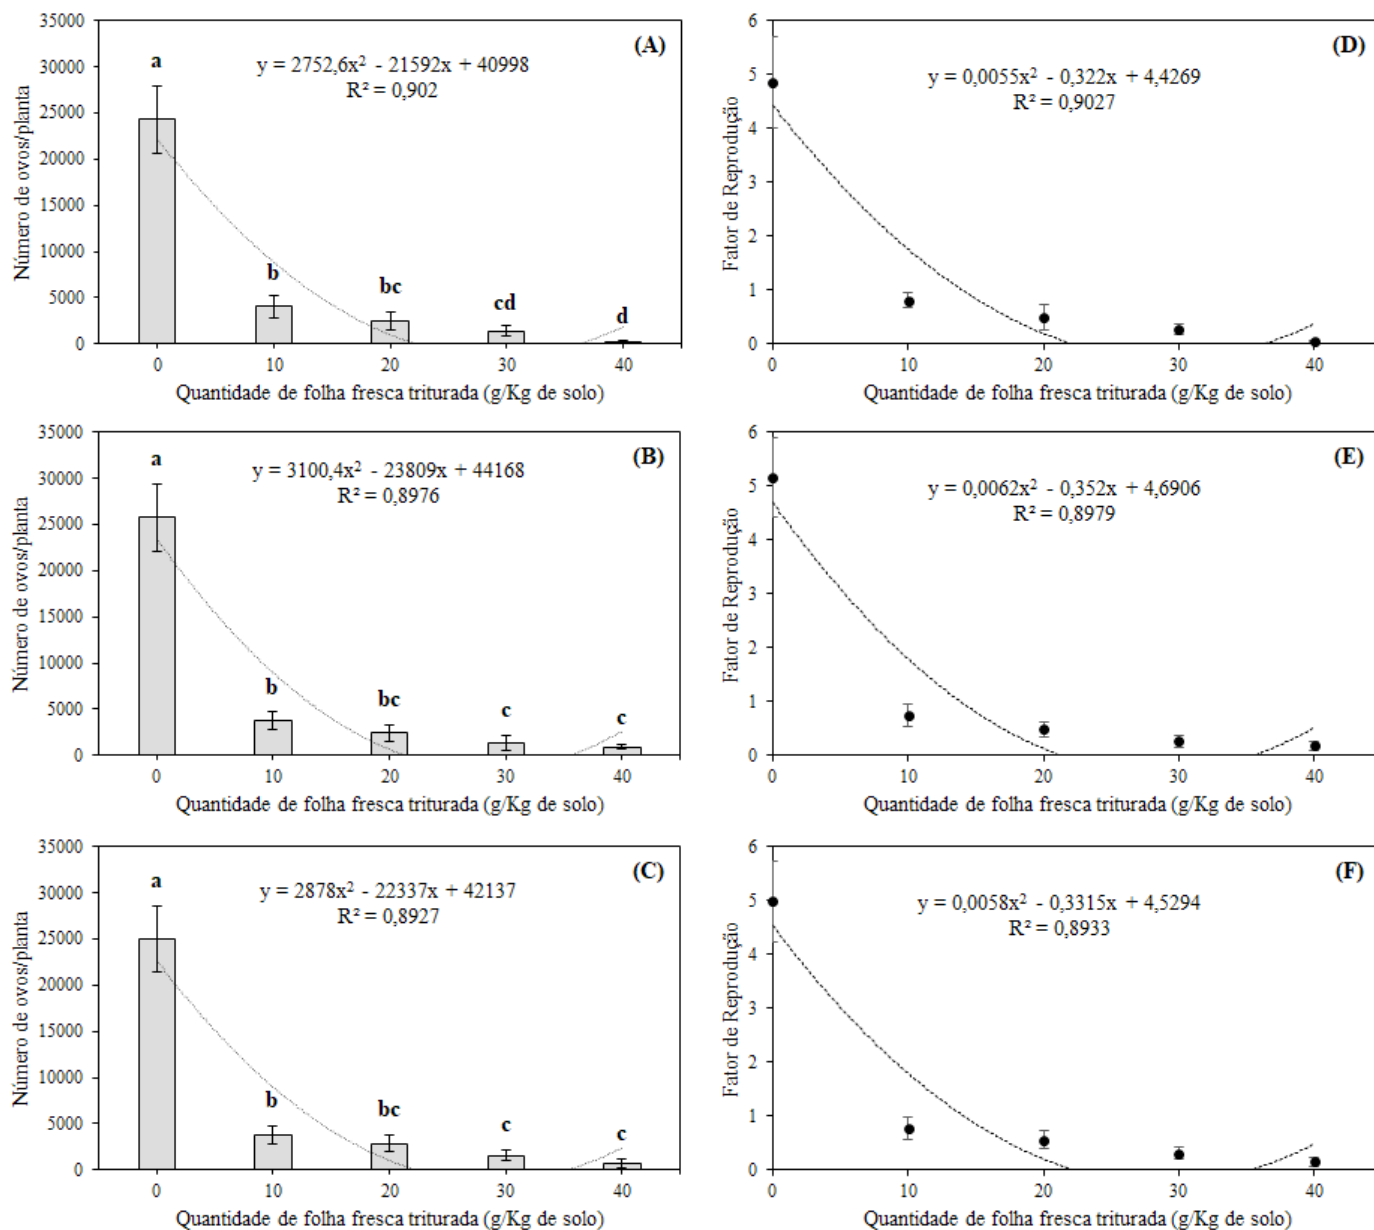 (A)
y = 2752,6x² - 21592x + 40998
R² = 0,902
Número de ovos/planta
35000
30000
25000
20000
15000
10000
5000
0
a
b
bc
cd
d
0 10 20 30 40
Quantidade de folha fresca triturada (g/Kg de solo)
(D)
y = 0,0055x² - 0,322x + 4,4269
R² = 0,9027
Fator de Reprodução
6
5
4
3
2
1
0
0 10 20 30 40
Quantidade de folha fresca triturada (g/Kg de solo)
(B)
y = 3100,4x² - 23809x + 44168
R² = 0,8976
Número de ovos/planta
35000
30000
25000
20000
15000
10000
5000
0
a
b
bc
c
c
0 10 20 30 40
Quantidade de folha fresca triturada (g/Kg de solo)
(E)
y = 0,0062x² - 0,352x + 4,6906
R² = 0,8979
Fator de Reprodução
6
5
4
3
2
1
0
0 10 20 30 40
Quantidade de folha fresca triturada (g/Kg de solo)
(C)
y = 2878x² - 22337x + 42137
R² = 0,8927
Número de ovos/planta
35000
30000
25000
20000
15000
10000
5000
0
a
b
bc
c
c
0 10 20 30 40
Quantidade de folha fresca triturada (g/Kg de solo)
(F)
y = 0,0058x² - 0,3315x + 4,5294
R² = 0,8933
Fator de Reprodução
6
5
4
3
2
1
0
0 10 20 30 40
Quantidade de folha fresca triturada (g/Kg de solo)